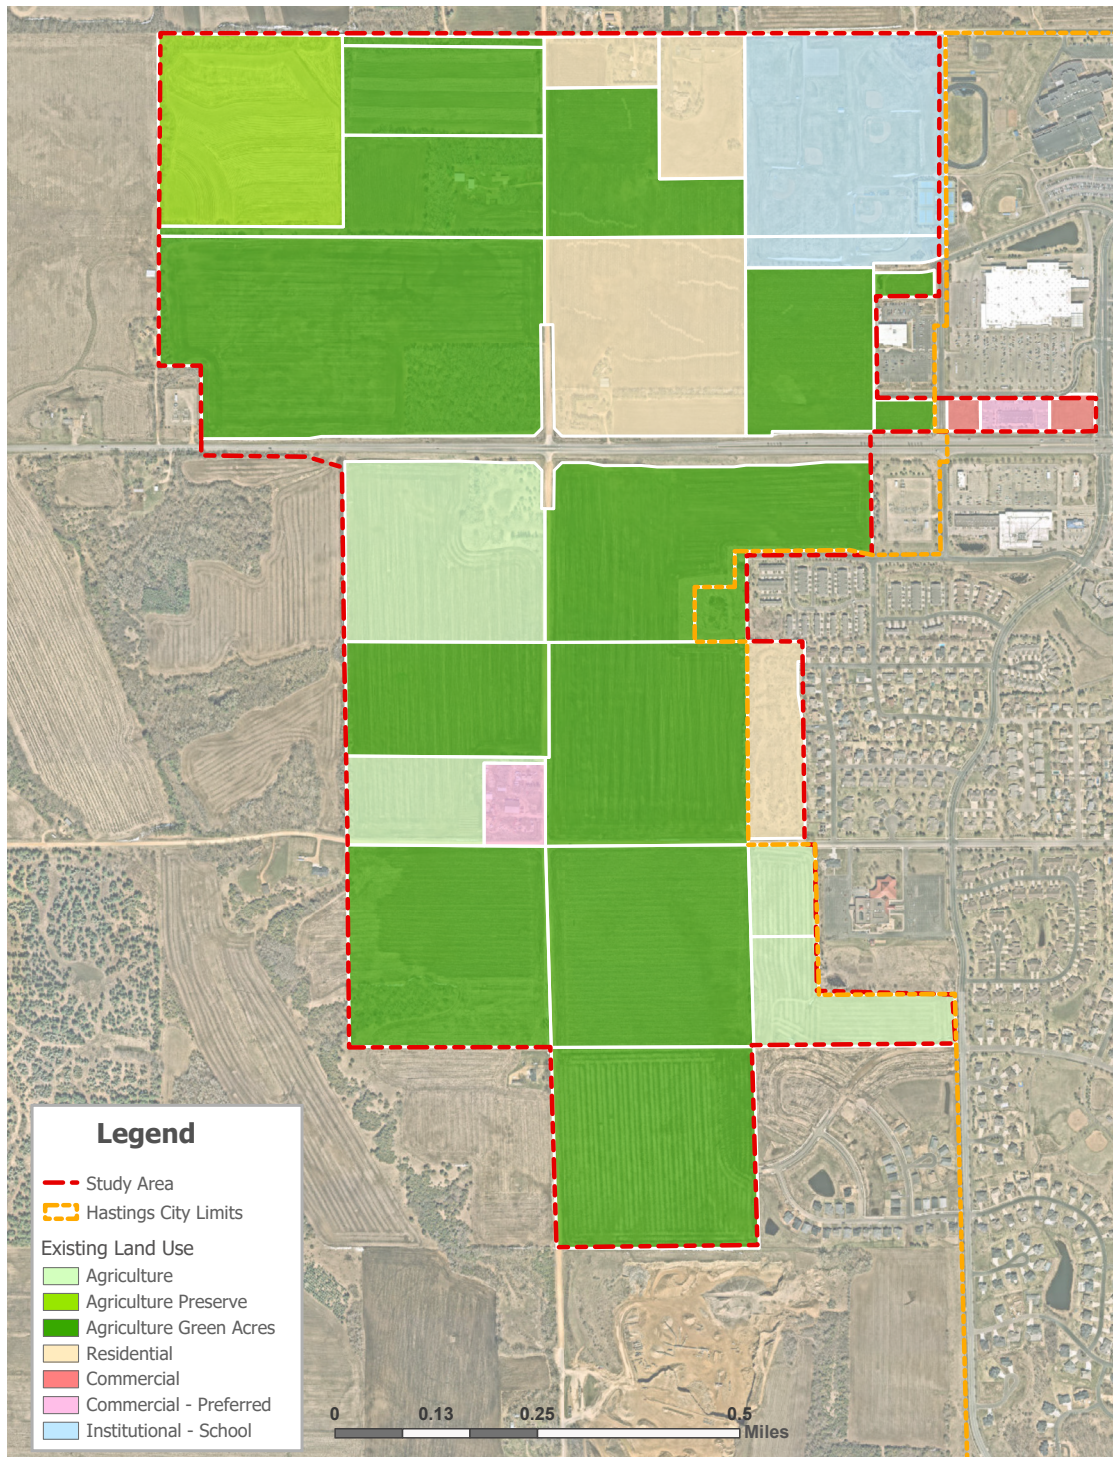 Legend
Study Area
Hastings City Limits
Existing Land Use
Agriculture
Agriculture Preserve
Agriculture Green Acres
Residential
Commercial
Commercial - Preferred
Institutional - School
0 0.13 0.25 0.5
Miles